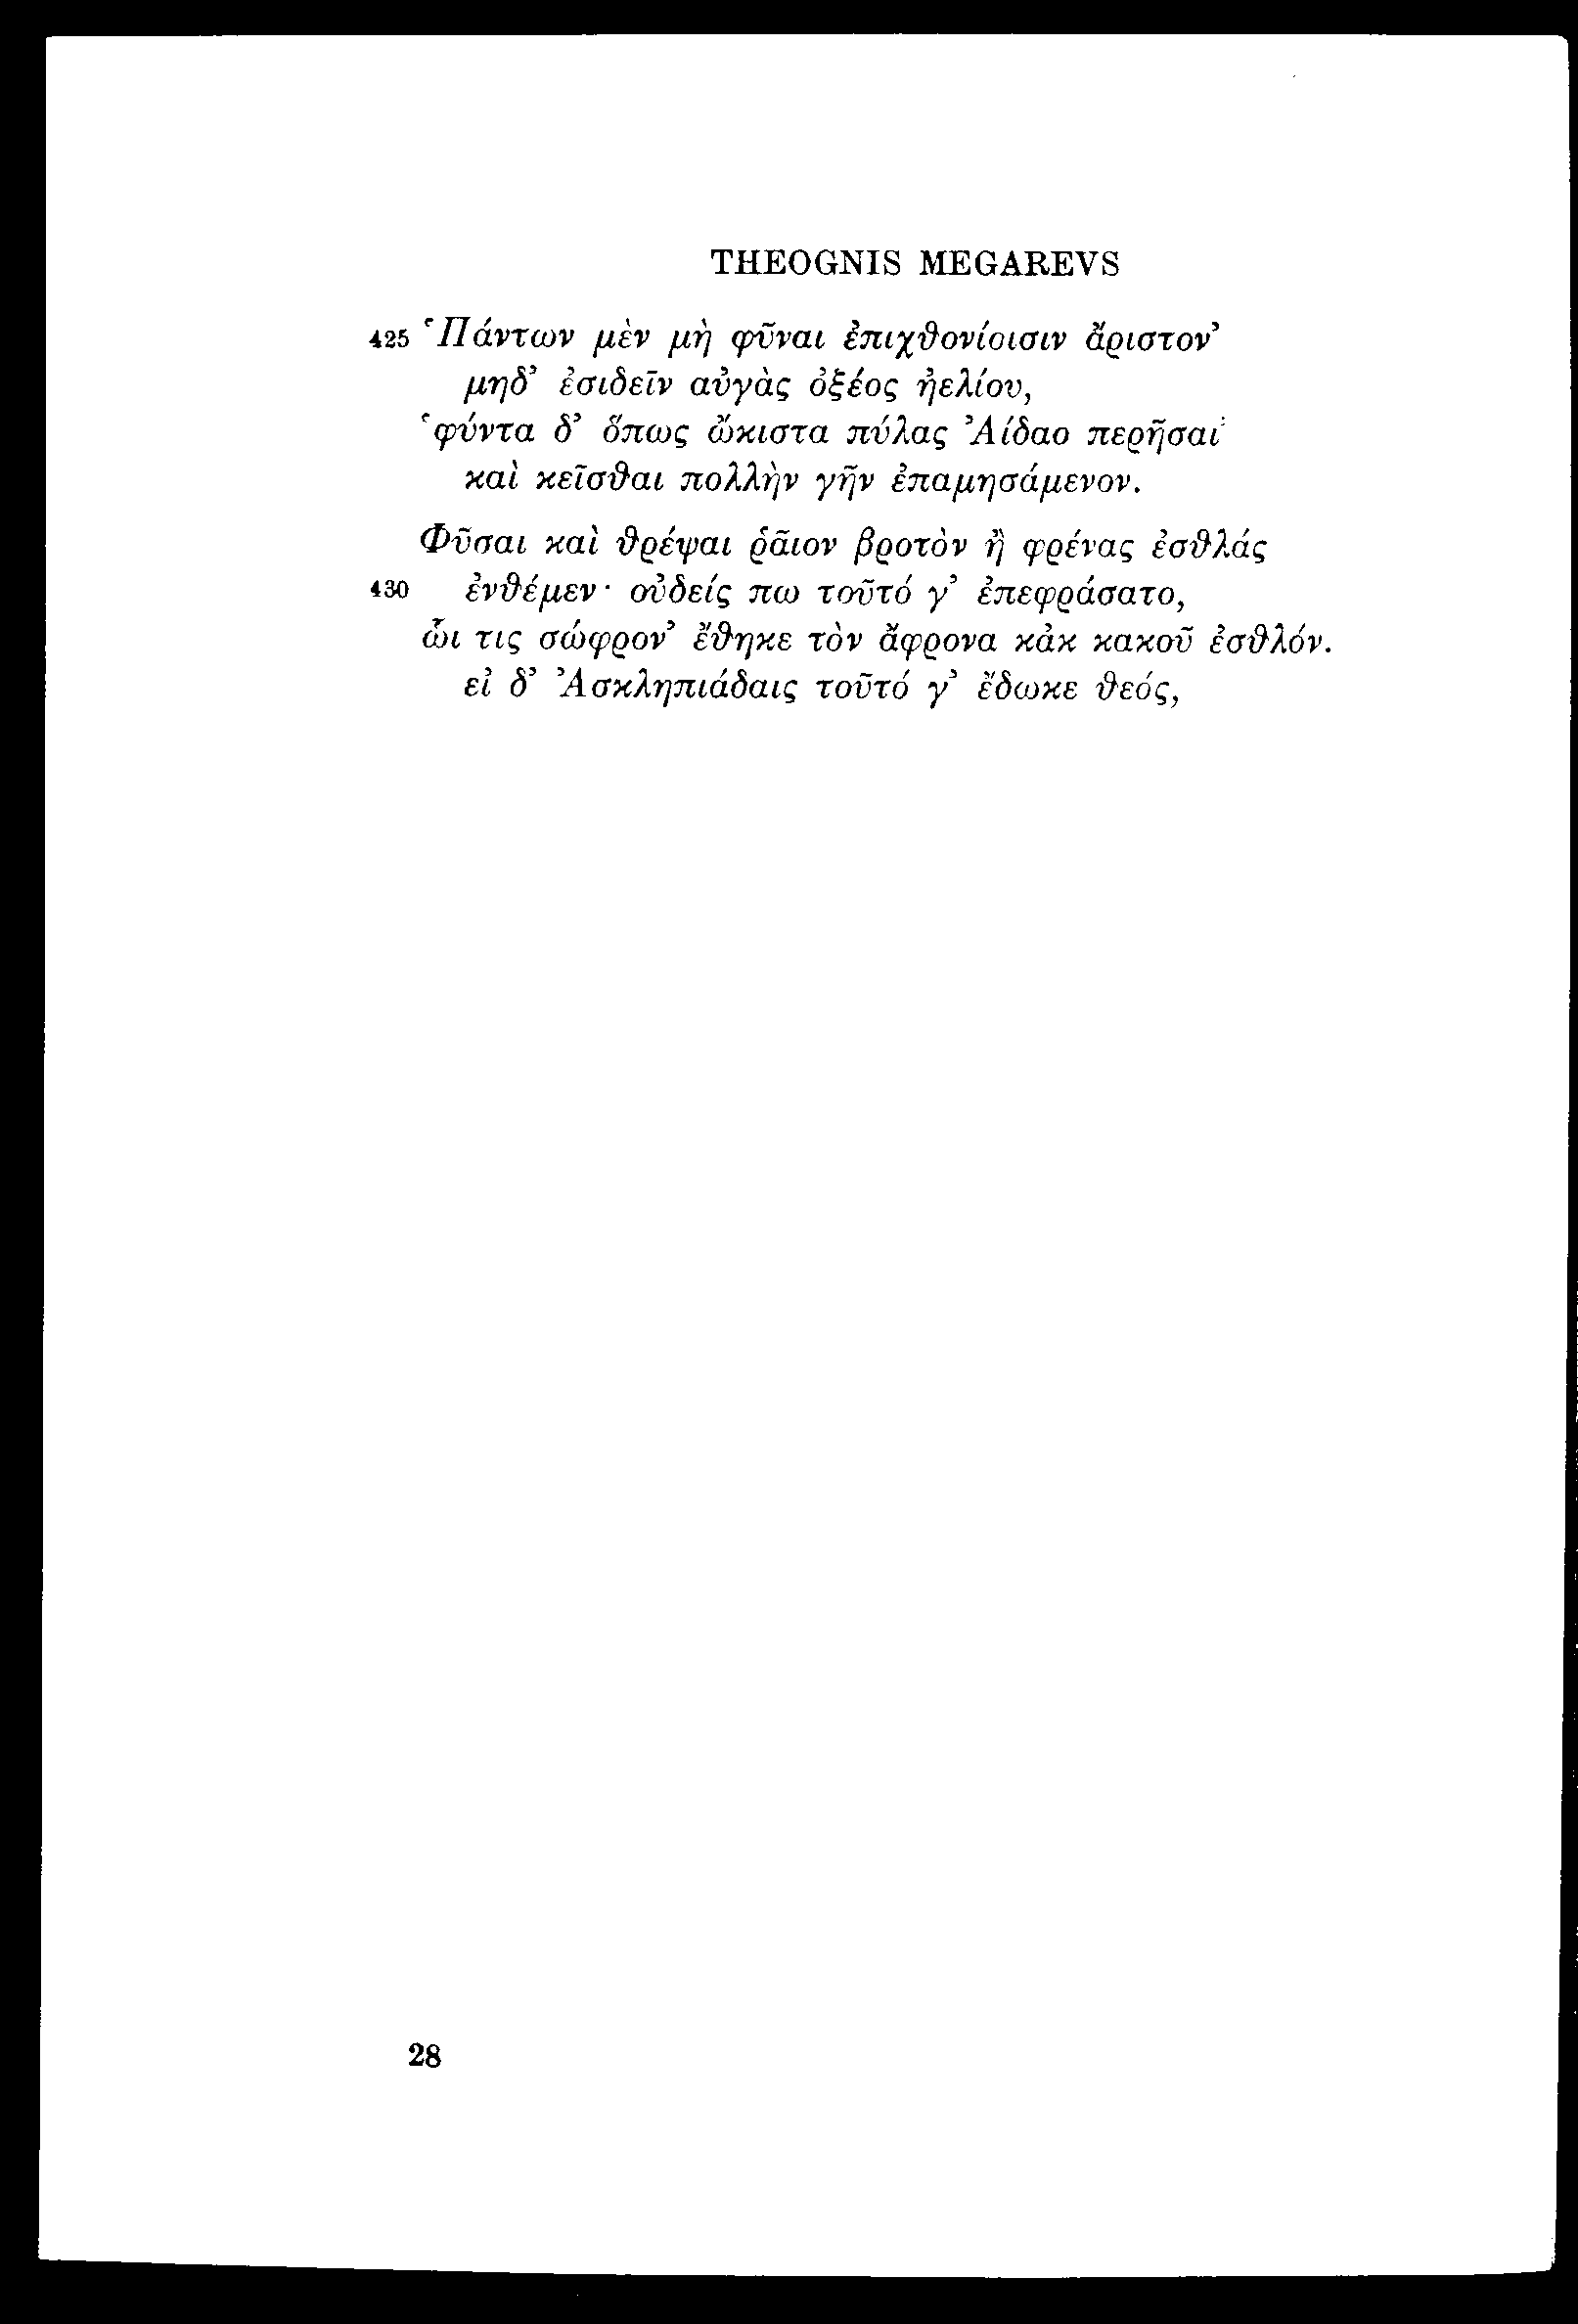 THEOGNIS MEGAREVS
425 ‘Πάντων μὲν μὴ φῦναι ἐπιχθονίοισιν ἄριστον’
μηδ’ ἐσιδεῖν αὐγὰς ὀξέος ἠελίου,
‘φύντα δ’ ὅπως ὤκιστα πύλας Ἀίδαο περῆσαι’
καὶ κεῖσθαι πολλὴν γῆν ἐπαμησάμενον.
Φῦσαι καὶ θρέψαι ῥᾶιον βροτὸν ἢ φρένας ἐσθλάς
430 ἐνθέμεν· οὐδείς πω τοῦτό γ’ ἐπεφράσατο,
ὧι τις σώφρον’ ἔθηκε τὸν ἄφρονα κἀκ κακοῦ ἐσθλόν.
εἰ δ’ Ἀσκληπιάδαις τοῦτό γ’ ἔδωκε θεός,
28